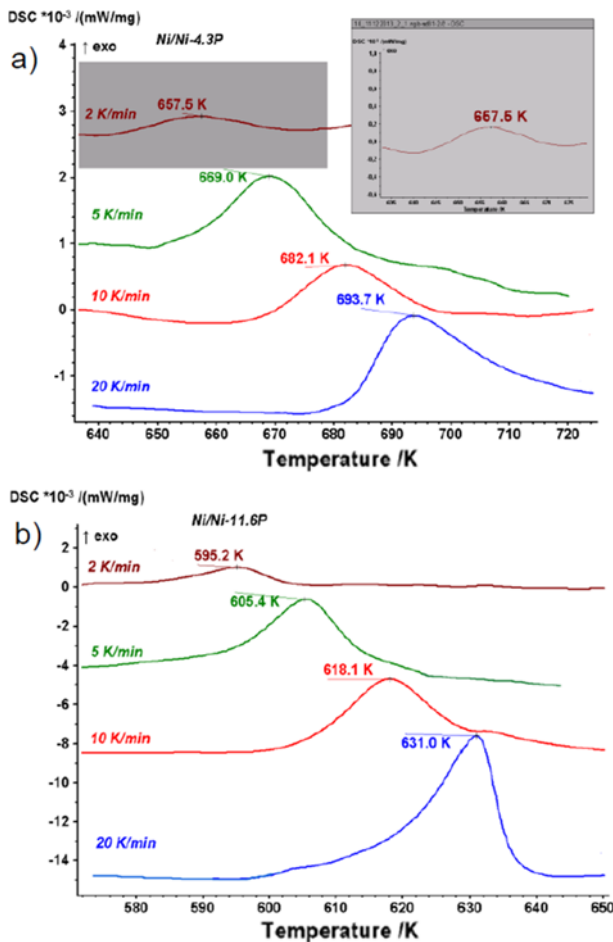 DSC *10⁻³ /(mW/mg)
↑ exo
Ni/Ni-4.3P
a)
4
3
2
1
0
-1
2 K/min
657.5 K
5 K/min
669.0 K
10 K/min
682.1 K
20 K/min
693.7 K
657.5 K
Temperature /K
640 650 660 670 680 690 700 710 720
Temperature /K
DSC *10⁻³ /(mW/mg)
↑ exo
Ni/Ni-11.6P
b)
2
0
-2
-4
-6
-8
-10
-12
-14
2 K/min
595.2 K
5 K/min
605.4 K
10 K/min
618.1 K
20 K/min
631.0 K
580 590 600 610 620 630 640 650
Temperature /K